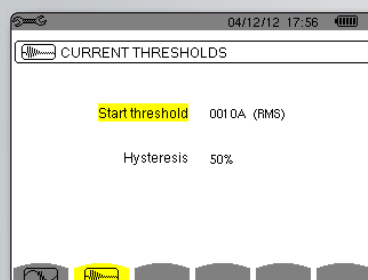 04/12/12 17:56
CURRENT THRESHOLDS
Start threshold 0010A (RMS)
Hysteresis 50%